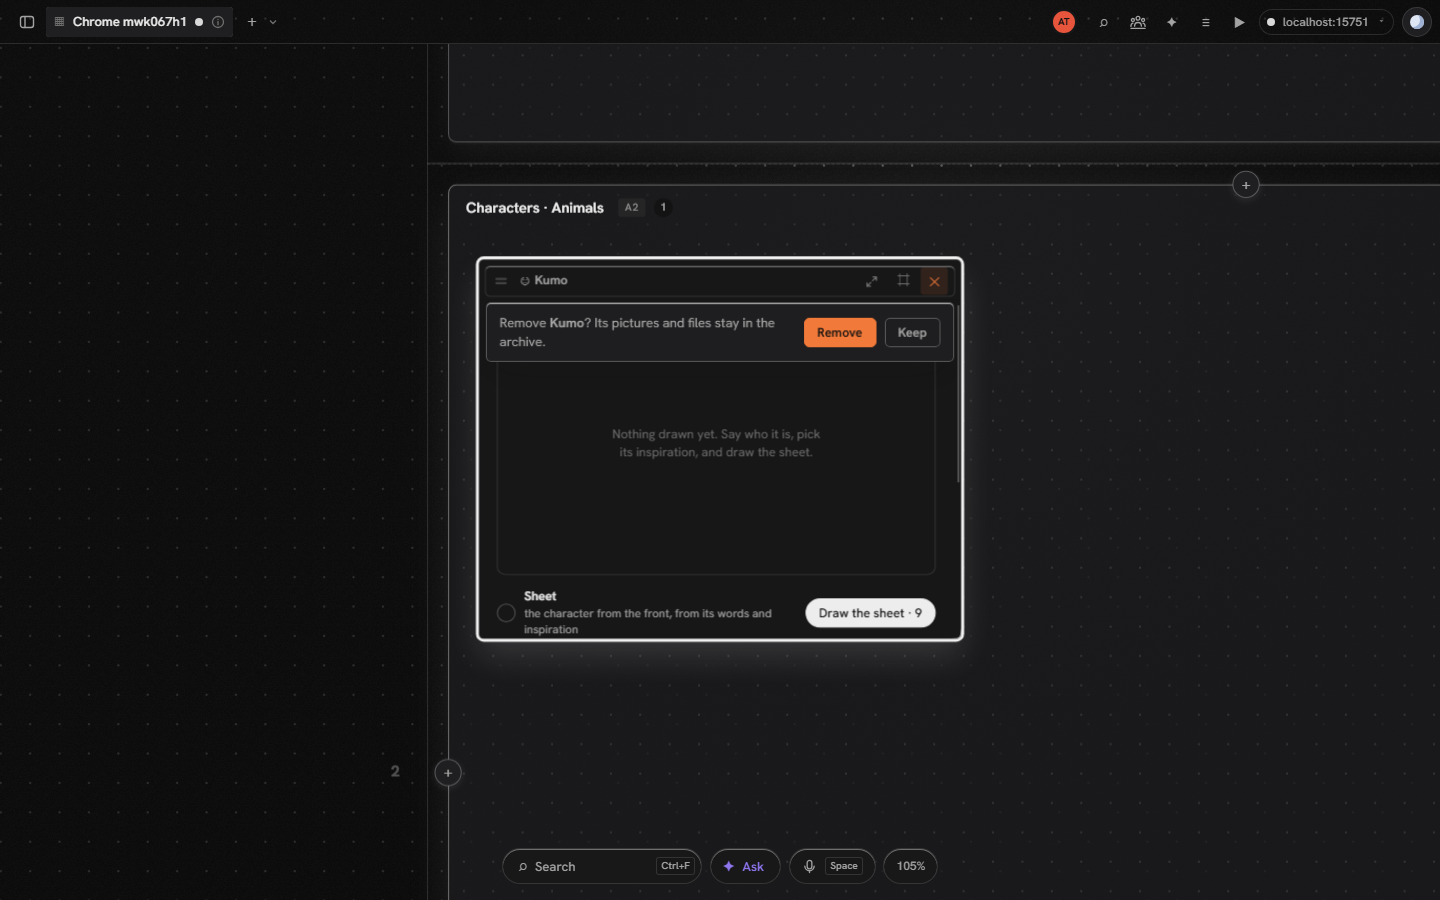 Chrome mwk067h1
AT
localhost:15751
Characters · Animals A2 1
Kumo
Remove Kumo? Its pictures and files stay in the
archive.
Remove
Keep
Nothing drawn yet. Say who it is, pick
its inspiration, and draw the sheet.
Sheet
the character from the front, from its words and
inspiration
Draw the sheet · 9
2
Search Ctrl+F
Ask
Space
105%